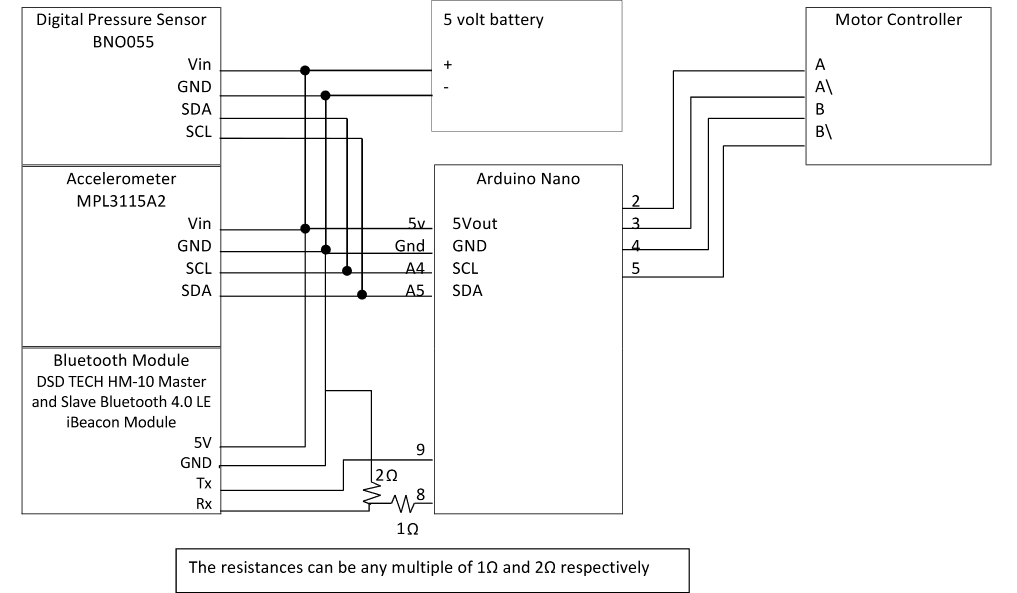 Digital Pressure Sensor
BNO055
Vin
GND
SDA
SCL
5 volt battery
+
-
Motor Controller
A
A\
B
B\
Accelerometer
MPL3115A2
Vin
GND
SCL
SDA
5v
Gnd
A4
A5
Arduino Nano
5Vout
GND
SCL
SDA
2
3
4
5
Bluetooth Module
DSD TECH HM-10 Master
and Slave Bluetooth 4.0 LE
iBeacon Module
5V
GND
Tx
Rx
9
2Ω
8
1Ω
The resistances can be any multiple of 1Ω and 2Ω respectively